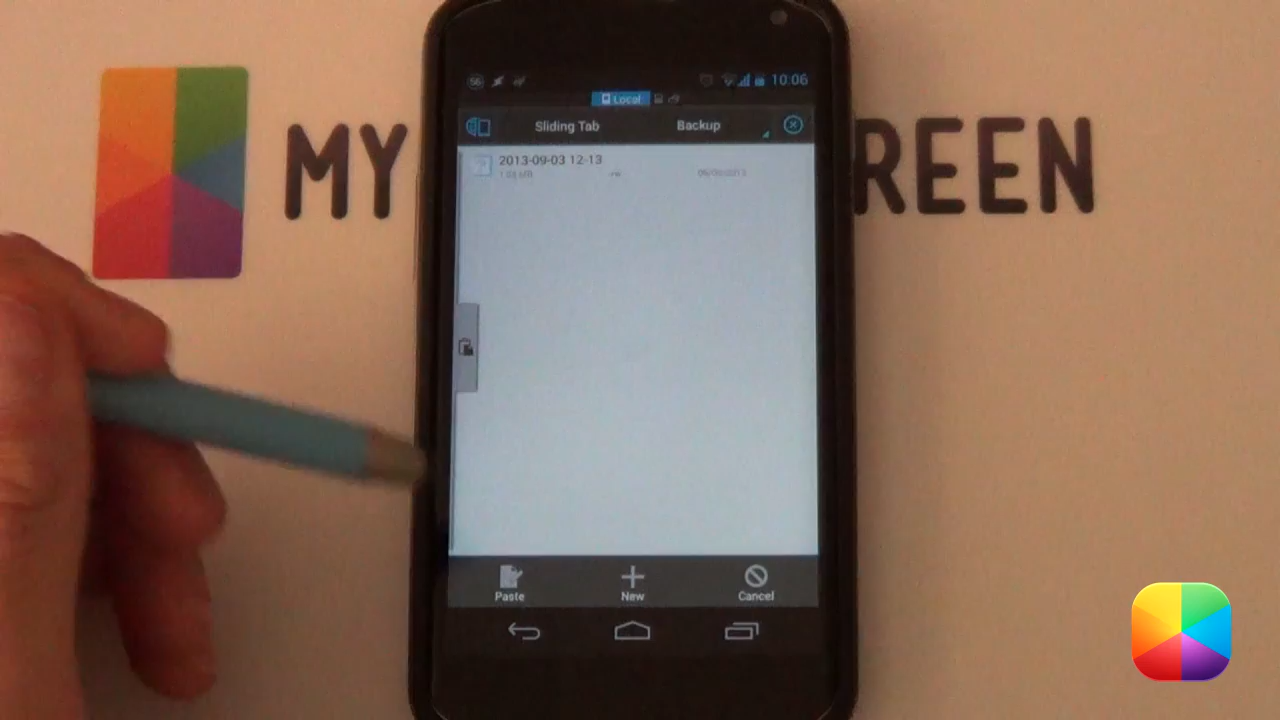 10:06
Local
Sliding Tab Backup
2013-09-03 12-13
MY REEN
Paste New Cancel